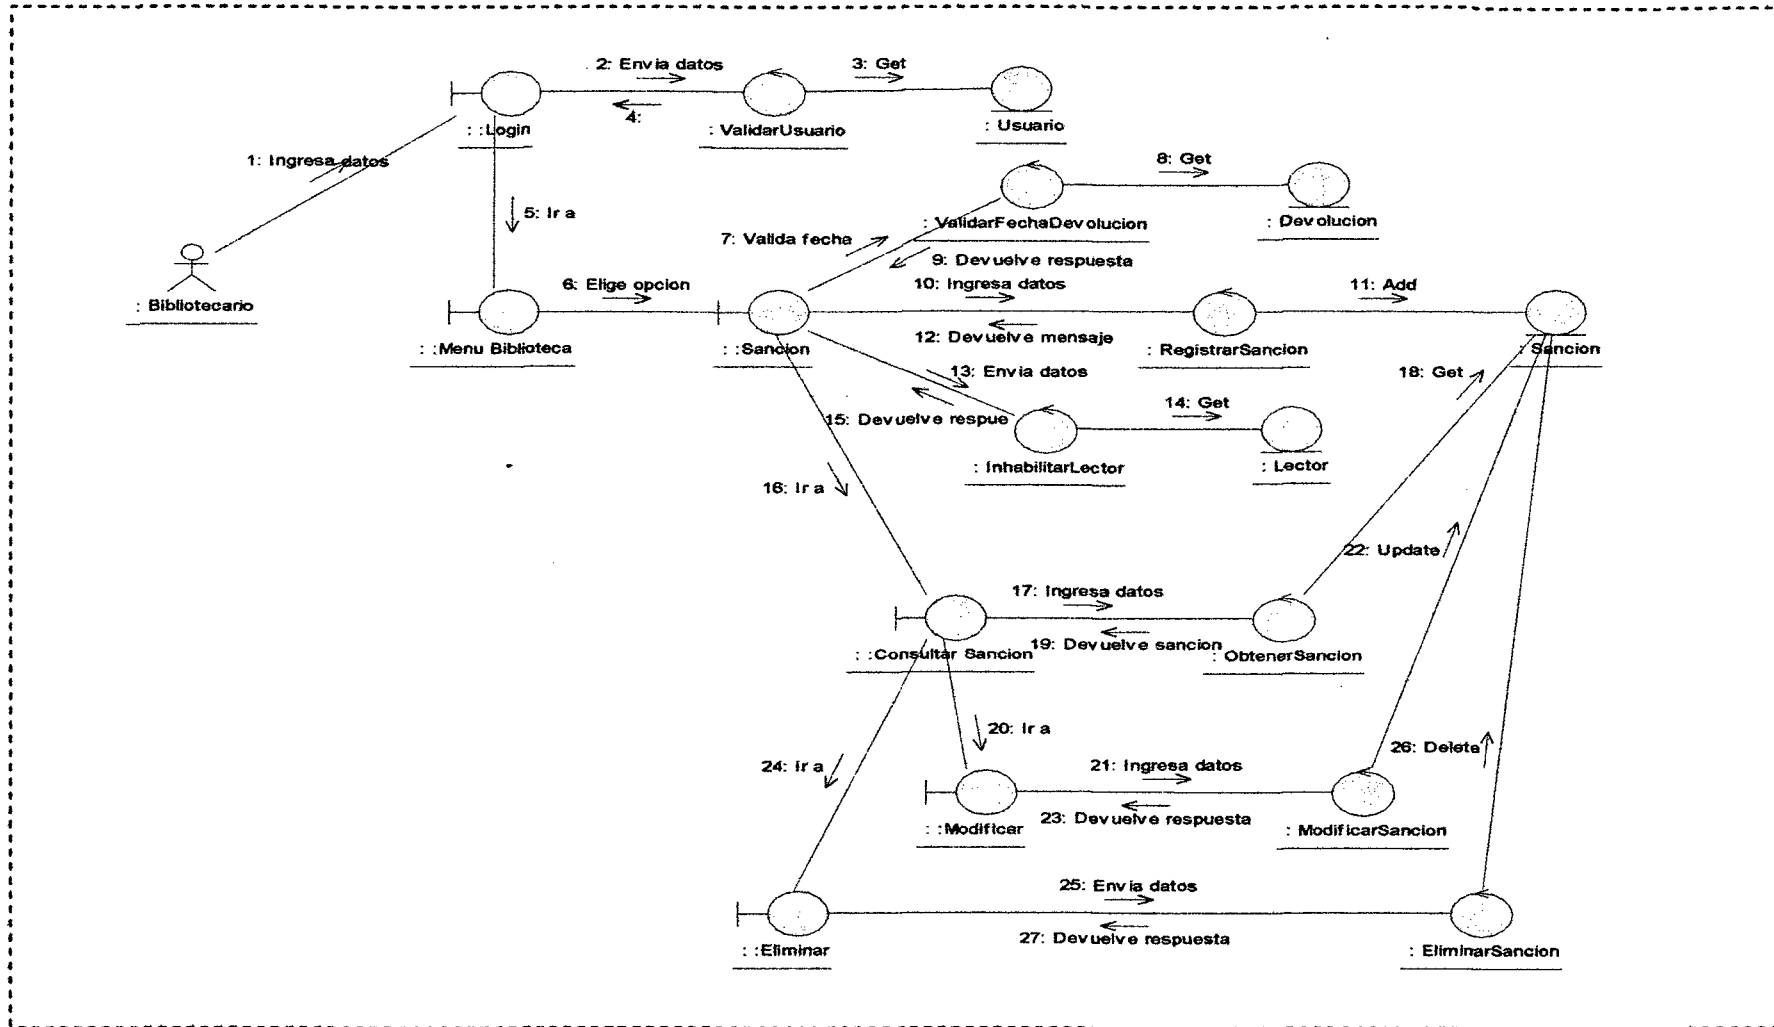 2: Envia datos
3: Get
4:
: :Login
: ValidarUsuario
: Usuario
1: Ingresa datos
8: Get
5: Ir a
: ValidarFechaDevolucion
: Devolucion
7: Valida fecha
9: Devuelve respuesta
: Bibliotecario
6: Elige opcion
10: Ingresa datos
11: Add
12: Devuelve mensaje
: :Menu Biblioteca
: :Sancion
: RegistrarSancion
: Sancion
13: Envia datos
18: Get
14: Get
15: Devuelve respue
: InhabilitarLector
: Lector
16: Ir a
22: Update
17: Ingresa datos
19: Devuelve sancion
: :Consultar Sancion
: ObtenerSancion
20: Ir a
26: Delete
24: Ir a
21: Ingresa datos
23: Devuelve respuesta
: :Modificar
: ModificarSancion
25: Envia datos
27: Devuelve respuesta
: :Eliminar
: EliminarSancion